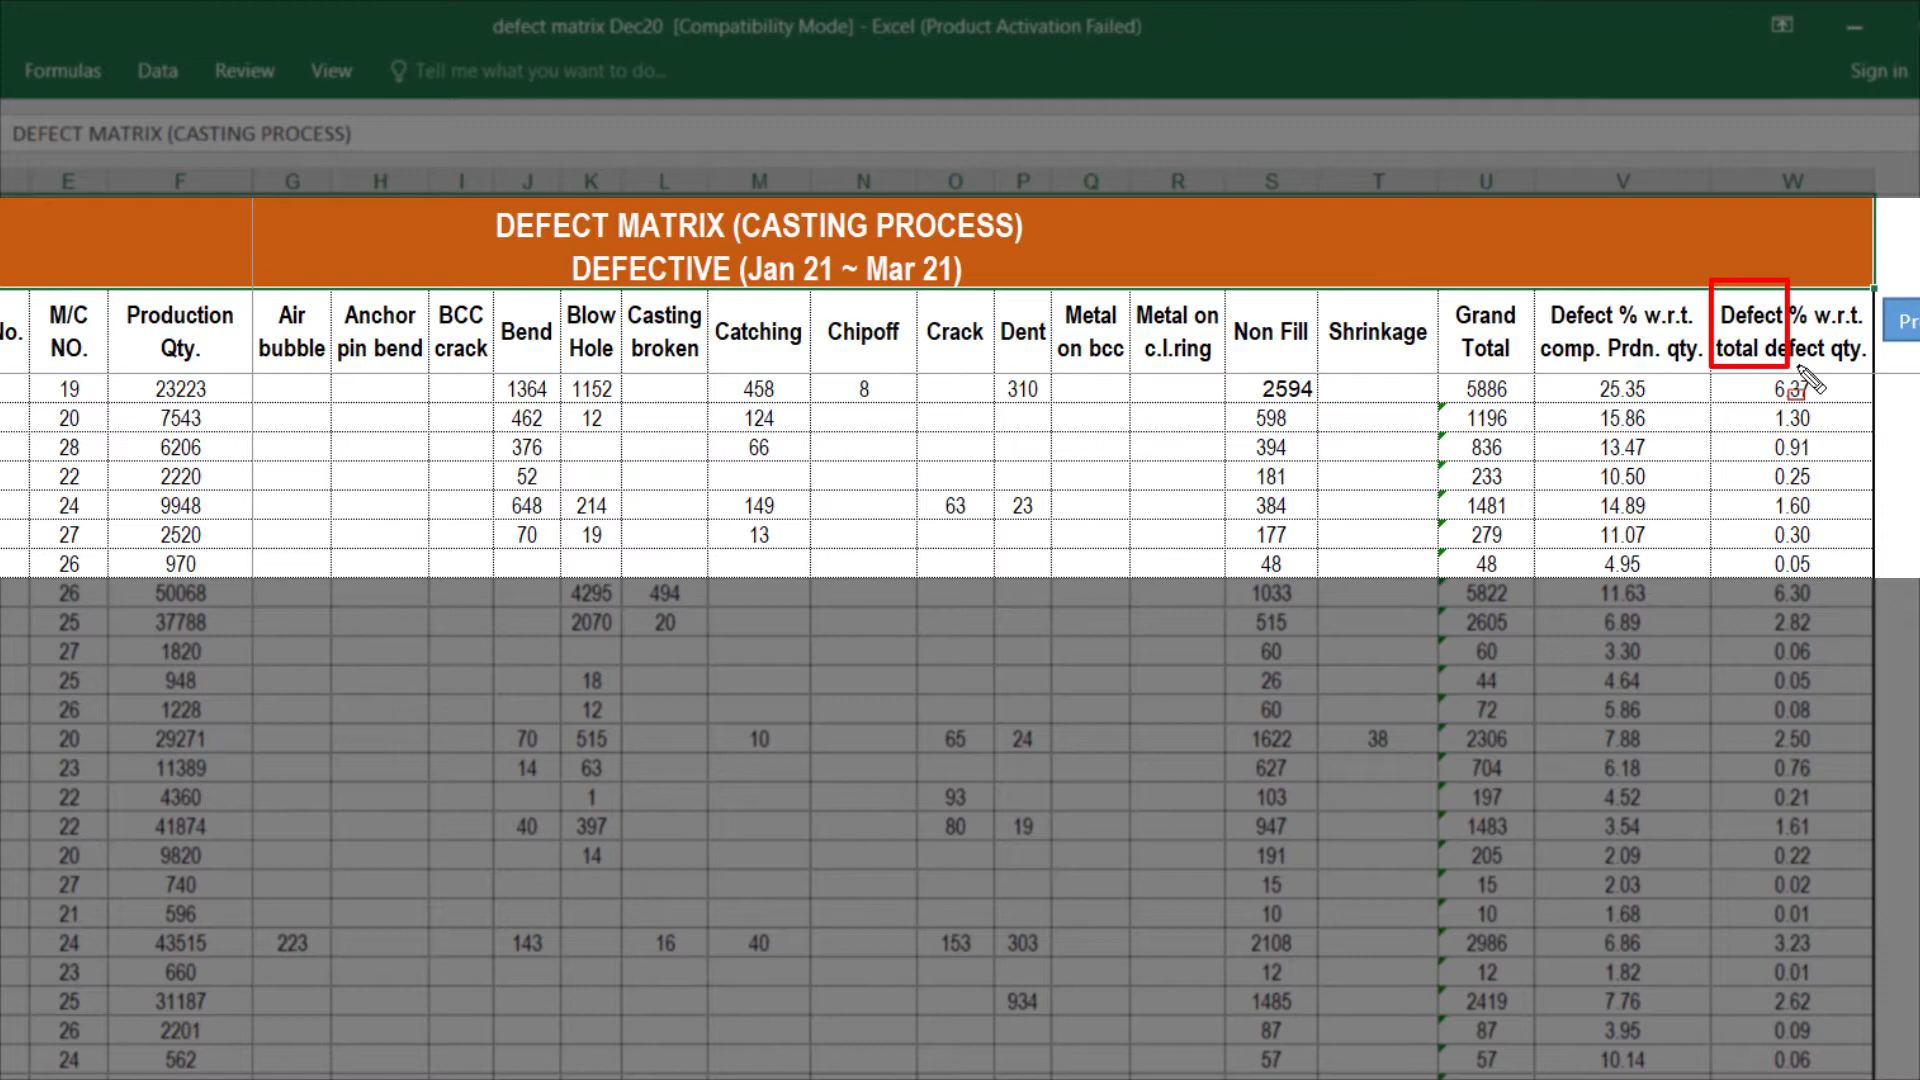 defect matrix Dec20 [Compatibility Mode] - Excel (Product Activation Failed)
Formulas Data Review View Tell me what you want to do... Sign in
DEFECT MATRIX (CASTING PROCESS)
E F G H I J K L M N O P Q R S T U V W
DEFECT MATRIX (CASTING PROCESS)
DEFECTIVE (Jan 21 ~ Mar 21)
No. M/C NO. Production Qty. Air bubble Anchor pin bend BCC crack Bend Blow Hole Casting broken Catching Chipoff Crack Dent Metal on bcc Metal on c.l.ring Non Fill Shrinkage Grand Total Defect % w.r.t. comp. Prdn. qty. Defect % w.r.t. total defect qty.
19 23223 1364 1152 458 8 310 2594 5886 25.35 6.37
20 7543 462 12 124 598 1196 15.86 1.30
28 6206 376 66 394 836 13.47 0.91
22 2220 52 181 233 10.50 0.25
24 9948 648 214 149 63 23 384 1481 14.89 1.60
27 2520 70 19 13 177 279 11.07 0.30
26 970 48 48 4.95 0.05
26 50068 4295 494 1033 5822 11.63 6.30
25 37788 2070 20 515 2605 6.89 2.82
27 1820 60 60 3.30 0.06
25 948 18 26 44 4.64 0.05
26 1228 12 60 72 5.86 0.08
20 29271 70 515 10 65 24 1622 38 2306 7.88 2.50
23 11389 14 63 627 704 6.18 0.76
22 4360 1 93 103 197 4.52 0.21
22 41874 40 397 80 19 947 1483 3.54 1.61
20 9820 14 191 205 2.09 0.22
27 740 15 15 2.03 0.02
21 596 10 10 1.68 0.01
24 43515 223 143 16 40 153 303 2108 2986 6.86 3.23
23 660 12 12 1.82 0.01
25 31187 934 1485 2419 7.76 2.62
26 2201 87 87 3.95 0.09
24 562 57 57 10.14 0.06